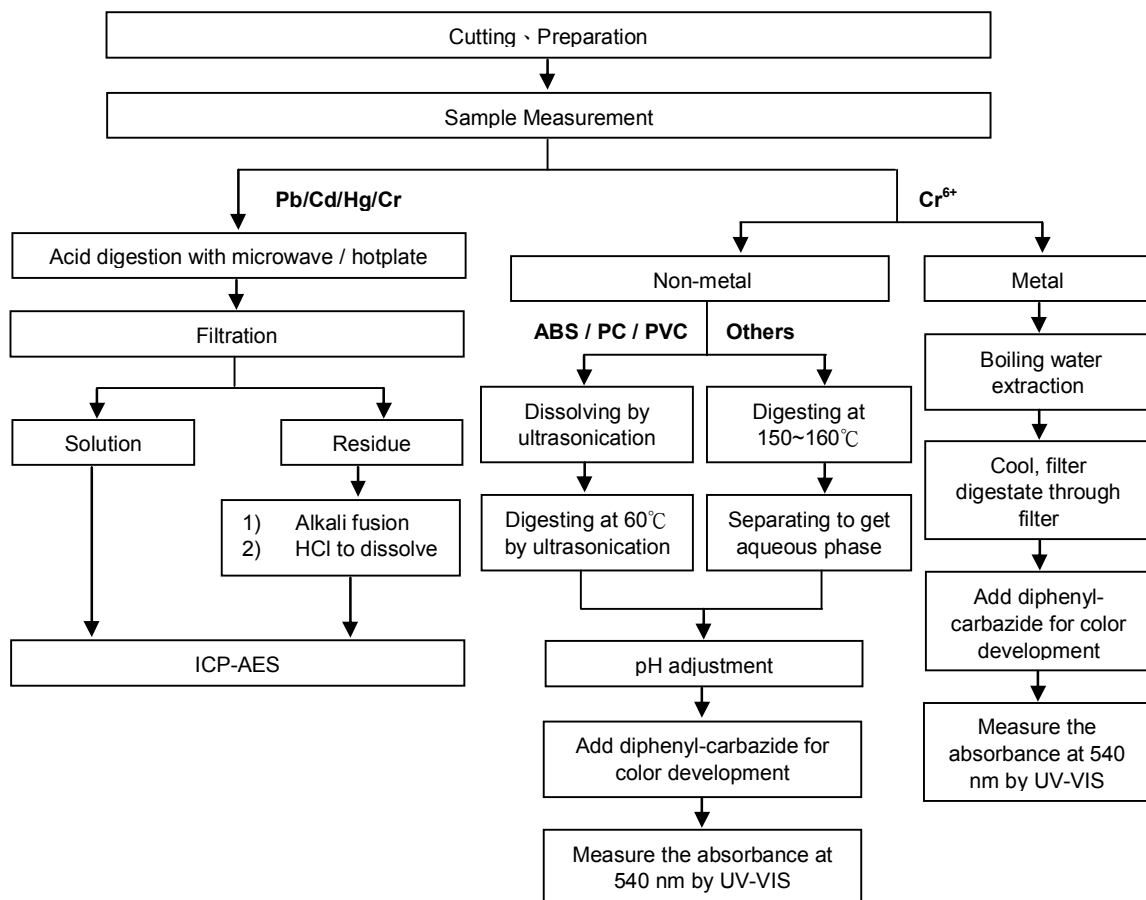 Cutting、Preparation
Sample Measurement
Pb/Cd/Hg/Cr
Cr6+
Acid digestion with microwave / hotplate
Non-metal
Metal
Filtration
ABS / PC / PVC
Others
Boiling water
extraction
Solution
Residue
Dissolving by
ultrasonication
Digesting at
150~160℃
Cool, filter
digestate through
filter
1) Alkali fusion
2) HCl to dissolve
Digesting at 60℃
by ultrasonication
Separating to get
aqueous phase
Add diphenyl-
carbazide for color
development
ICP-AES
pH adjustment
Measure the
absorbance at 540
nm by UV-VIS
Add diphenyl-carbazide for
color development
Measure the absorbance at
540 nm by UV-VIS